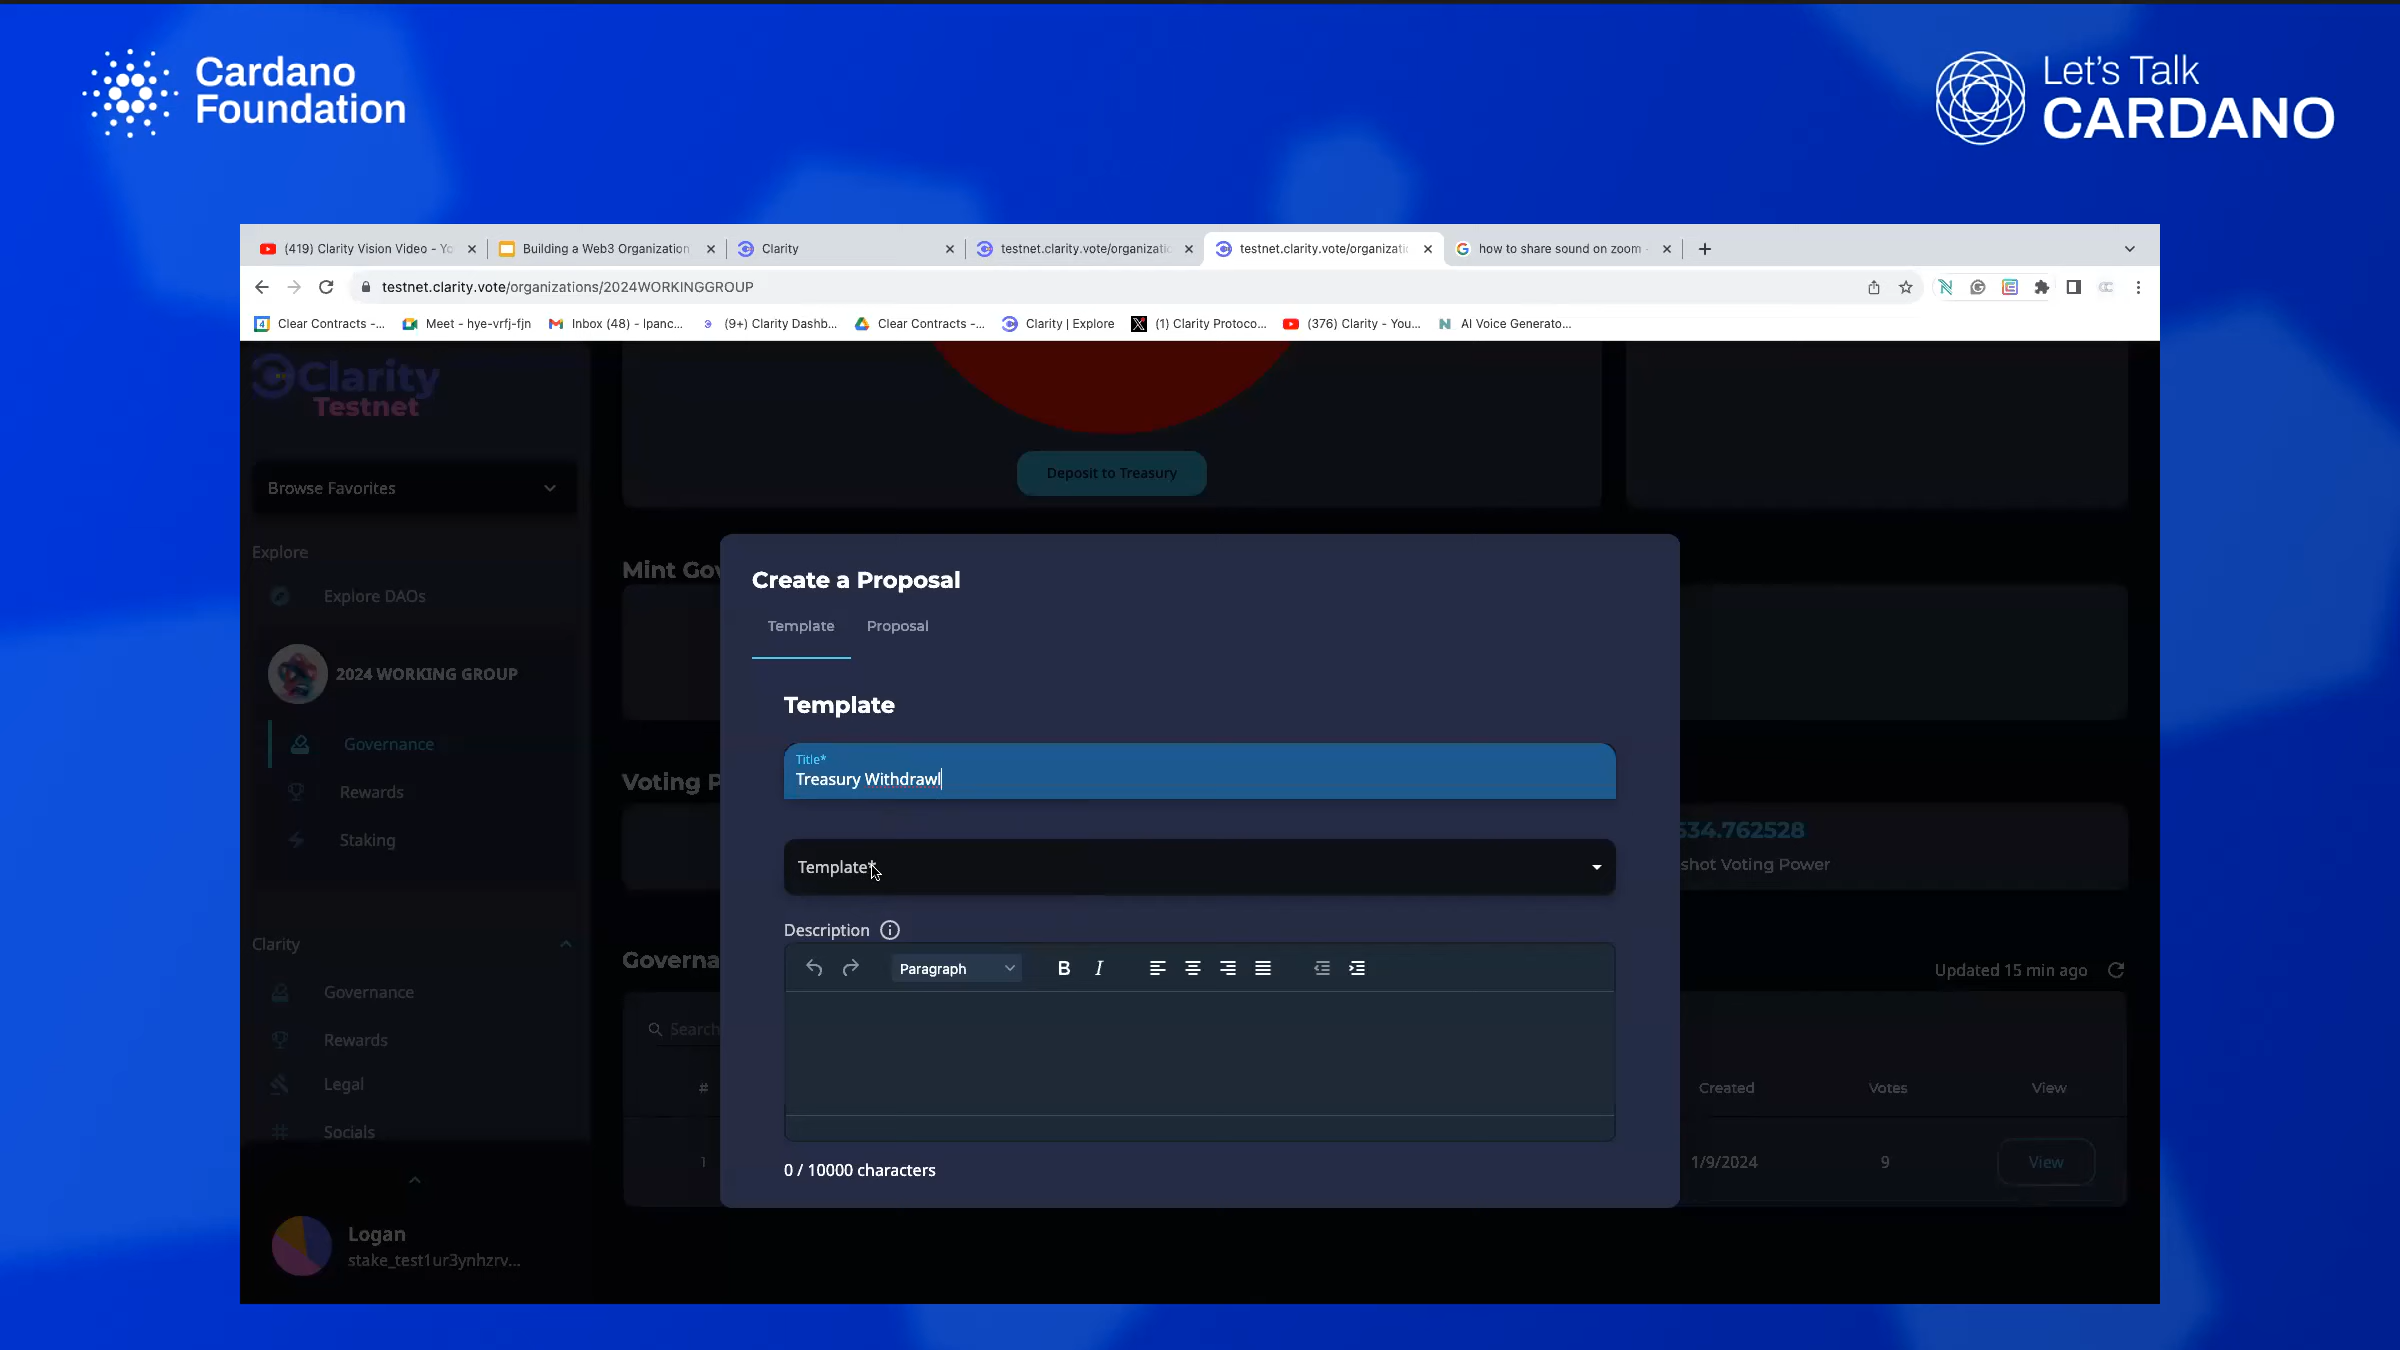 Cardano
Foundation
Let's Talk
CARDANO
(419) Clarity Vision Video - Yo
Building a Web3 Organization
Clarity
testnet.clarity.vote/organizatio
testnet.clarity.vote/organizatio
how to share sound on zoom -
testnet.clarity.vote/organizations/2024WORKINGGROUP
Clear Contracts -...
Meet - hye-vrfj-fjn
Inbox (48) - lpanc...
(9+) Clarity Dashb...
Clear Contracts -...
Clarity | Explore
(1) Clarity Protoco...
(376) Clarity - You...
AI Voice Generato...
Clarity
Testnet
Browse Favorites
Explore
Explore DAOs
2024 WORKING GROUP
Governance
Rewards
Staking
Clarity
Governance
Rewards
Legal
Socials
Logan
stake_test1ur3ynhzrv...
Deposit to Treasury
Mint Gov
Voting P
534.762528
shot Voting Power
Governa
Updated 15 min ago
Search
# Created Votes View
1 1/9/2024 9 View
Create a Proposal
Template Proposal
Template
Title*
Treasury Withdrawl
Template*
Description
Paragraph B I
0 / 10000 characters